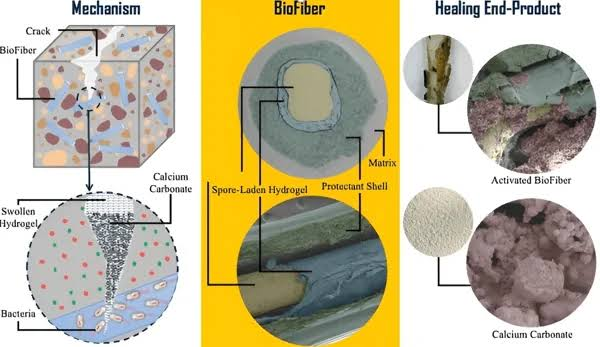 Mechanism
Crack
BioFiber
Calcium
Carbonate
Swollen
Hydrogel
Bacteria
BioFiber
Matrix
Spore-Laden Hydrogel
Protectant Shell
Healing End-Product
Activated BioFiber
Calcium Carbonate